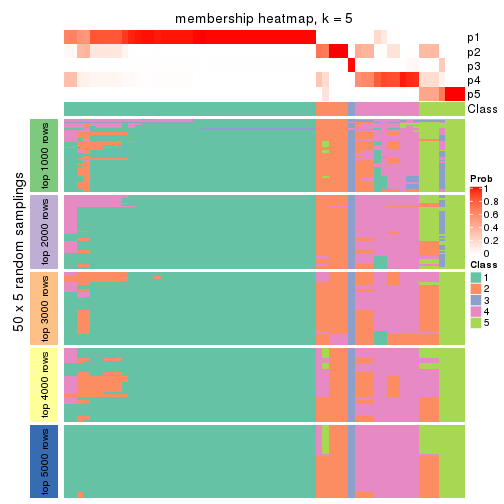 membership heatmap, k = 5
p1
p2
p3
p4
p5
Class
50 x 5 random samplings
top 1000 rows
top 2000 rows
top 3000 rows
top 4000 rows
top 5000 rows
Prob
1
0.8
0.6
0.4
0.2
0
Class
1
2
3
4
5